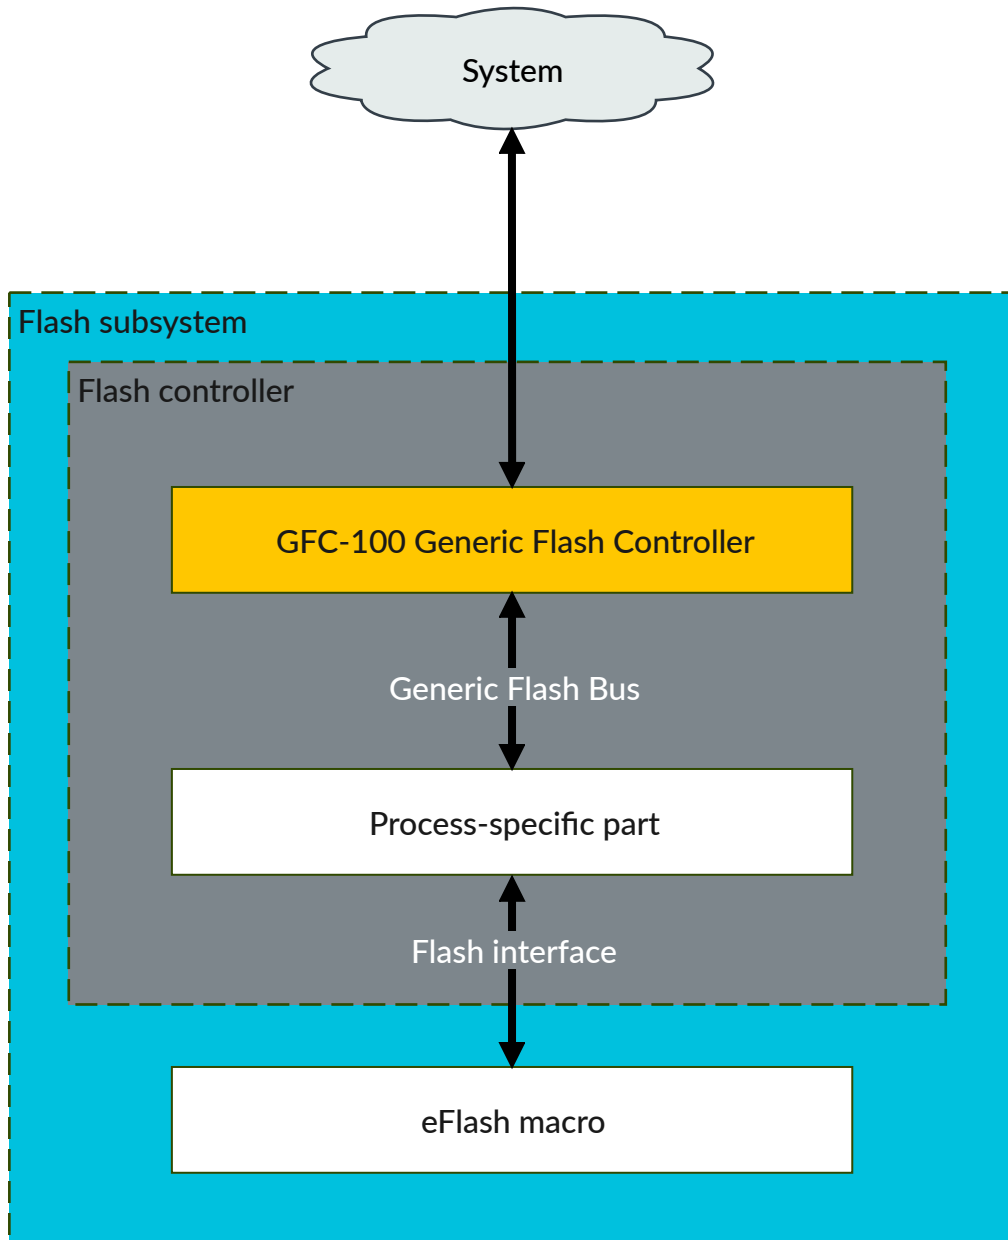 System
Flash subsystem
Flash controller
GFC-100 Generic Flash Controller
Generic Flash Bus
Process-specific part
Flash interface
eFlash macro